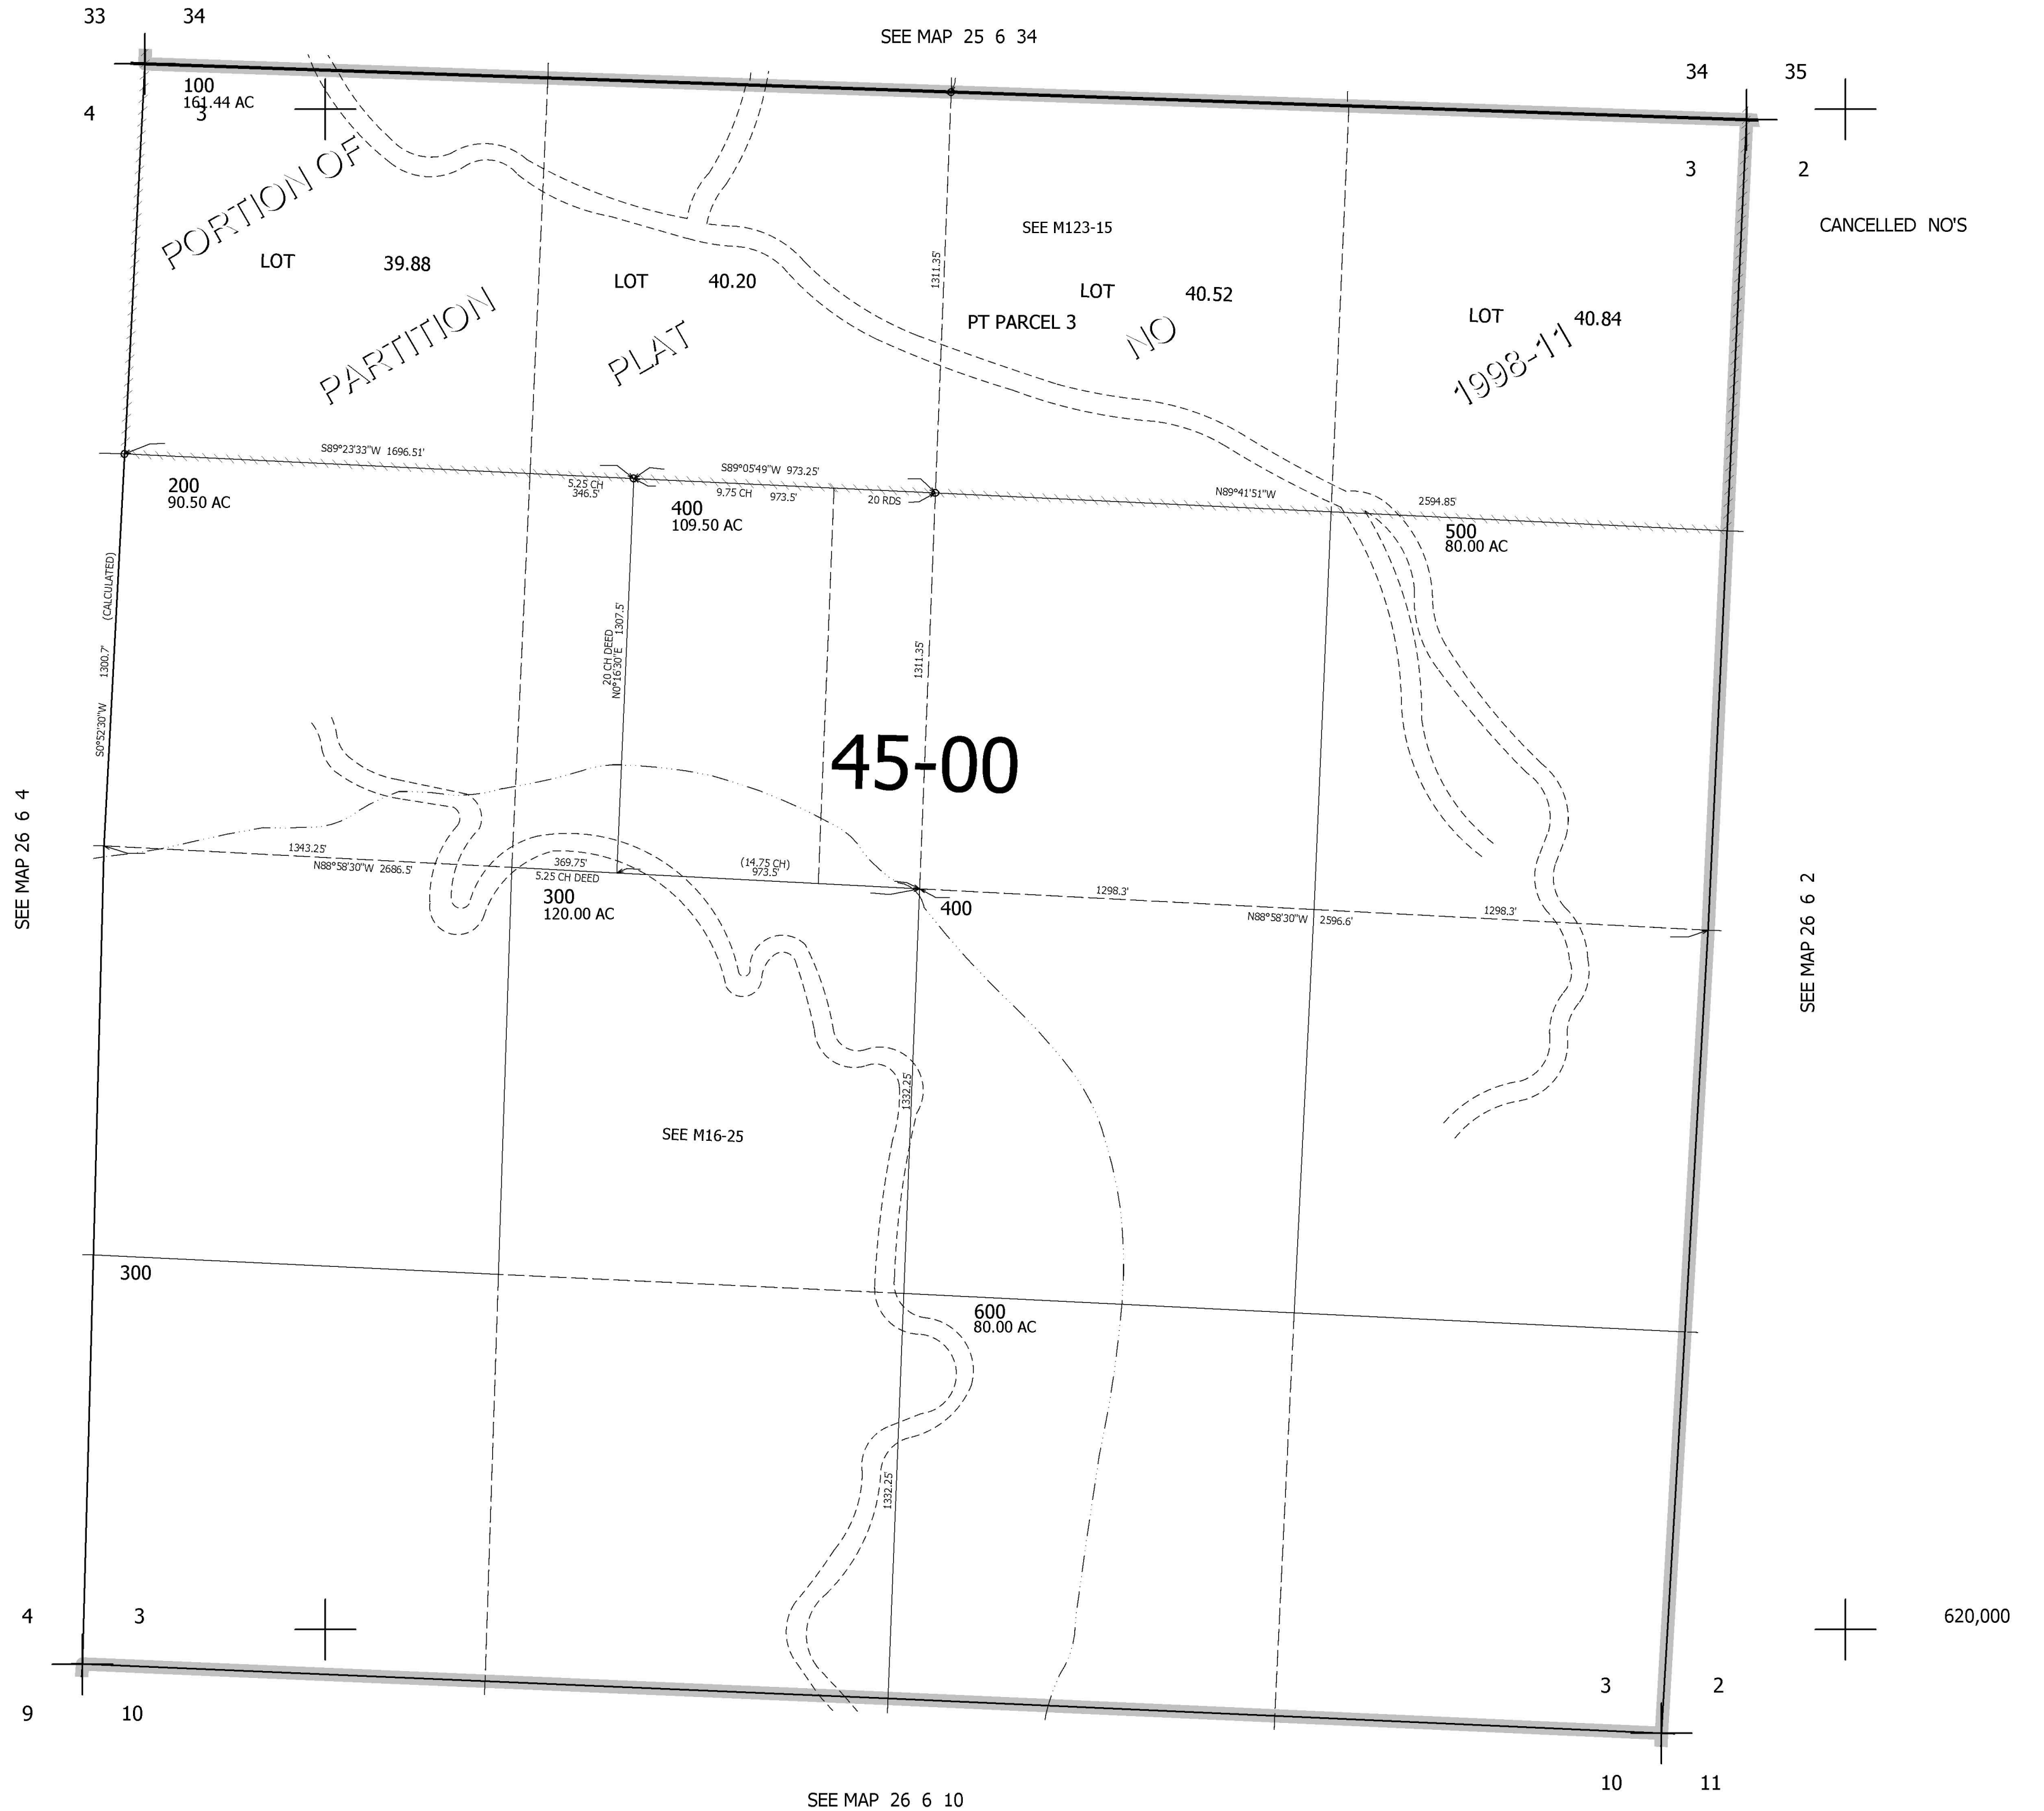 33 34
SEE MAP 25 6 34
34 35
100
161.44 AC
4 3
3 2
CANCELLED NO'S
PORTION OF
SEE M123-15
LOT 39.88
LOT 40.20
1311.35'
LOT 40.52
LOT 40.84
PARTITION
PLAT
PT PARCEL 3
NO
1998-11
S89°23'33"W 1696.51'
S89°05'49"W 973.25'
200
90.50 AC
5.25 CH
346.5'
9.75 CH 973.5'
20 RDS
N89°41'51"W 2594.85'
400
109.50 AC
500
80.00 AC
S0°52'30"W 1300.7' (CALCULATED)
20 CH DEED
N0°16'30"E 1307.5'
1311.35'
45-00
SEE MAP 26 6 4
1343.25'
N88°58'30"W 2686.5'
369.75'
5.25 CH DEED
(14.75 CH)
973.5'
300
120.00 AC
400
1298.3'
N88°58'30"W 2596.6'
1298.3'
SEE MAP 26 6 2
1332.25'
SEE M16-25
300
600
80.00 AC
1332.25'
4 3
620,000
3 2
9 10
10 11
SEE MAP 26 6 10